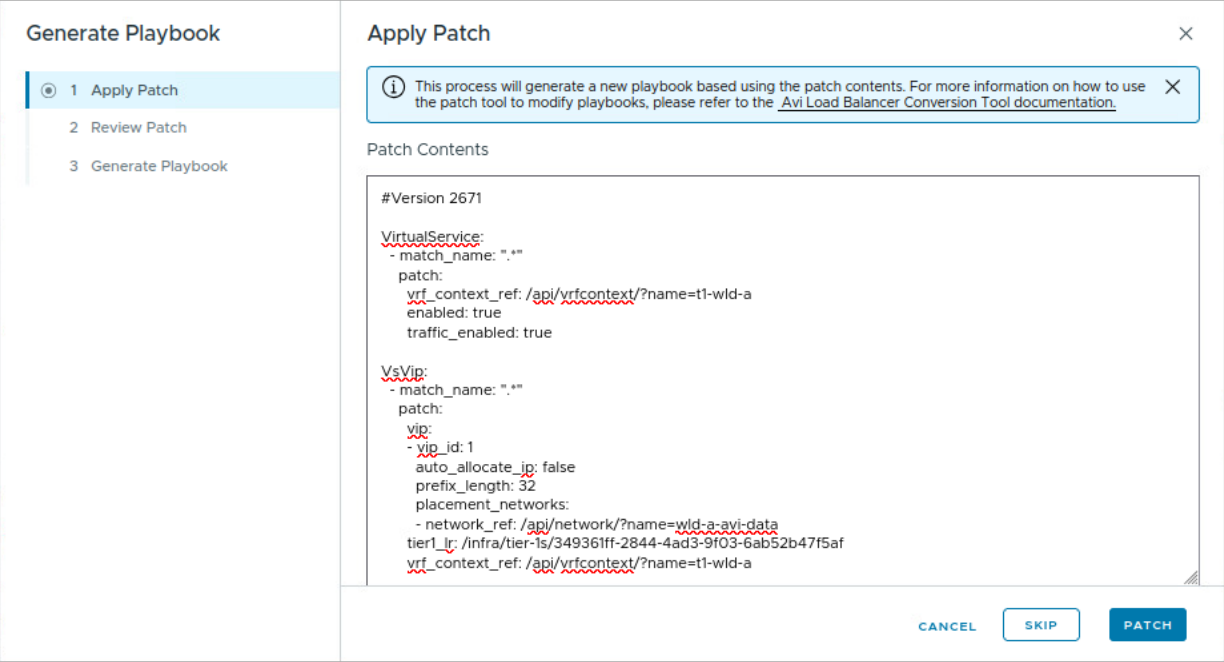 Generate Playbook
1 Apply Patch
2 Review Patch
3 Generate Playbook
Apply Patch
This process will generate a new playbook based using the patch contents. For more information on how to use
the patch tool to modify playbooks, please refer to the Avi Load Balancer Conversion Tool documentation.
Patch Contents
#Version 2671
VirtualService:
- match_name: ".*"
patch:
vrf_context_ref: /api/vrfcontext/?name=t1-wld-a
enabled: true
traffic_enabled: true
VsVip:
- match_name: ".*"
patch:
vip:
- vip_id: 1
auto_allocate_ip: false
prefix_length: 32
placement_networks:
- network_ref: /api/network/?name=wld-a-avi-data
tier1_lr: /infra/tier-1s/349361ff-2844-4ad3-9f03-6ab52b47f5af
vrf_context_ref: /api/vrfcontext/?name=t1-wld-a
CANCEL
SKIP
PATCH